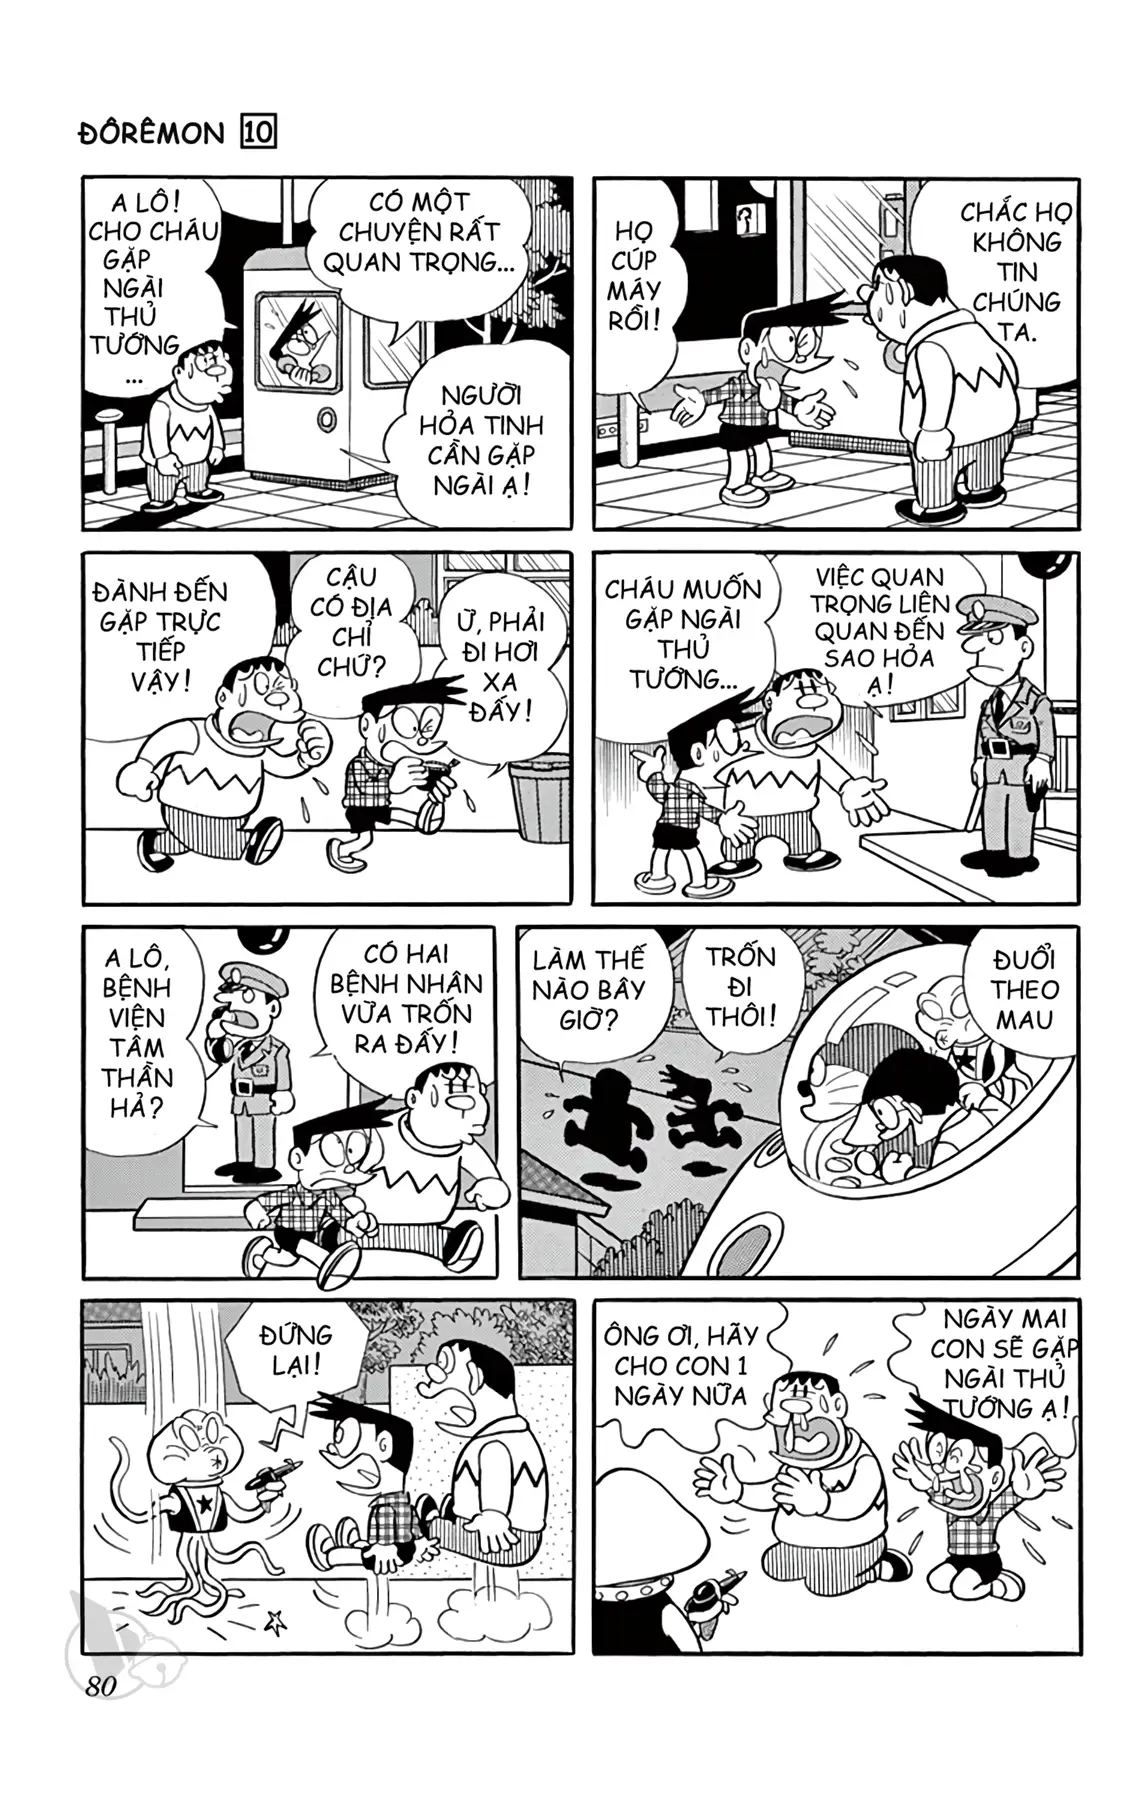 ĐÔRÊMON 10
A LÔ!
CHO CHÁU
GẶP
NGÀI
THỦ
TƯỚNG
...
CÓ MỘT
CHUYỆN RẤT
QUAN TRỌNG...
NGƯỜI
HỎA TINH
CẦN GẶP
NGÀI Ạ!
HỌ
CÚP
MÁY
RỒI!
CHẮC HỌ
KHÔNG
TIN
CHÚNG
TA.
ĐÀNH ĐẾN
GẶP TRỰC
TIẾP
VẬY!
CẬU
CÓ ĐỊA
CHỈ
CHỨ?
Ừ, PHẢI
ĐI HƠI
XA
ĐẤY!
CHÁU MUỐN
GẶP NGÀI
THỦ
TƯỚNG...
VIỆC QUAN
TRỌNG LIÊN
QUAN ĐẾN
SAO HỎA
Ạ!
A LÔ,
BỆNH
VIỆN
TÂM
THẦN
HẢ?
CÓ HAI
BỆNH NHÂN
VỪA TRỐN
RA ĐẤY!
LÀM THẾ
NÀO BÂY
GIỜ?
TRỐN
ĐI
THÔI!
ĐUỔI
THEO
MAU
ĐỨNG
LẠI!
ÔNG ƠI, HÃY
CHO CON 1
NGÀY NỮA
NGÀY MAI
CON SẼ GẶP
NGÀI THỦ
TƯỚNG Ạ!
80